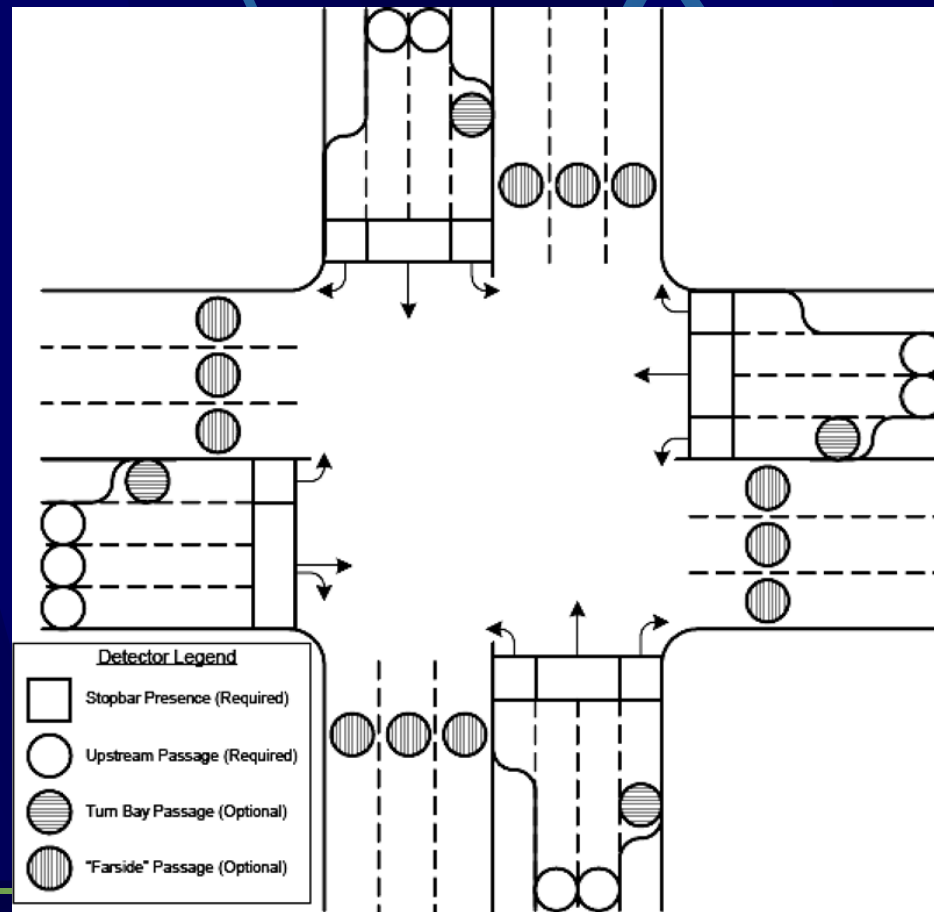 Detector Legend
Stopbar Presence (Required)
Upstream Passage (Required)
Turn Bay Passage (Optional)
"Farside" Passage (Optional)